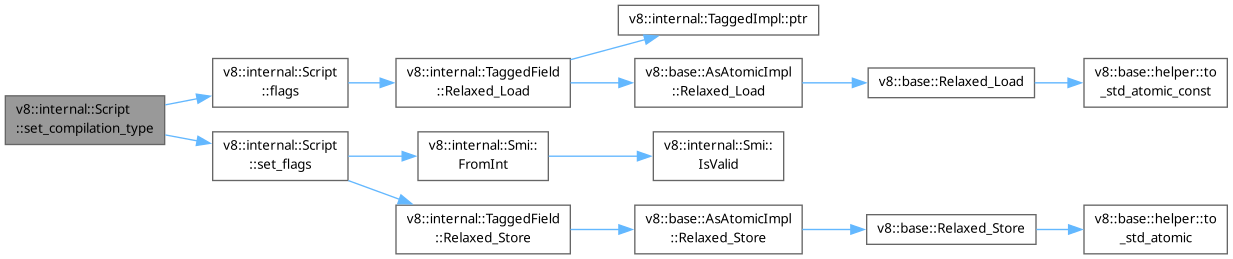 v8::internal::TaggedImpl::ptr
v8::internal::Script
::flags
v8::internal::TaggedField
::Relaxed_Load
v8::base::AsAtomicImpl
::Relaxed_Load
v8::base::Relaxed_Load
v8::base::helper::to
_std_atomic_const
v8::internal::Script
::set_compilation_type
v8::internal::Script
::set_flags
v8::internal::Smi::
FromInt
v8::internal::Smi::
IsValid
v8::internal::TaggedField
::Relaxed_Store
v8::base::AsAtomicImpl
::Relaxed_Store
v8::base::Relaxed_Store
v8::base::helper::to
_std_atomic